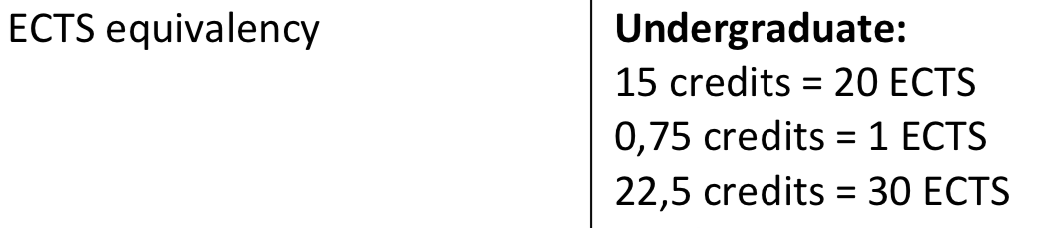 ECTS equivalency
Undergraduate:
15 credits = 20 ECTS
0,75 credits = 1 ECTS
22,5 credits = 30 ECTS